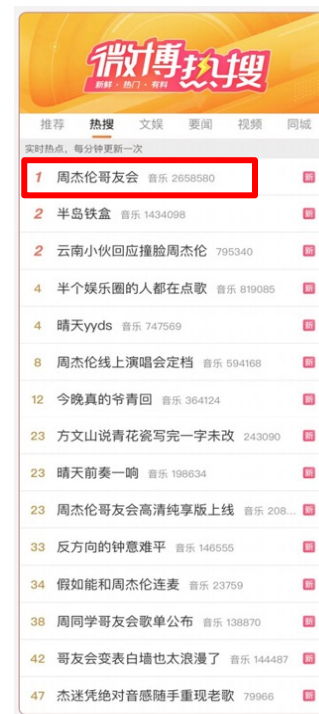 微博热搜
新鲜·热门·有料
推荐 热搜 文娱 要闻 视频 同城
实时热点，每分钟更新一次
1 周杰伦哥友会 音乐 2658580 新
2 半岛铁盒 音乐 1434098 新
2 云南小伙回应撞脸周杰伦 795340 新
4 半个娱乐圈的人都在点歌 音乐 819085 新
4 晴天yyds 音乐 747569 新
8 周杰伦线上演唱会定档 音乐 594168 新
12 今晚真的爷青回 音乐 364124 新
23 方文山说青花瓷写完一字未改 243090 新
23 晴天前奏一响 音乐 198634 新
23 周杰伦哥友会高清纯享版上线 音乐 208... 新
33 反方向的钟意难平 音乐 146555 新
34 假如能和周杰伦连麦 音乐 23759 新
38 周同学哥友会歌单公布 音乐 138870 新
42 哥友会变表白墙也太浪漫了 音乐 144487 新
47 杰迷凭绝对音感随手重现老歌 79966 新